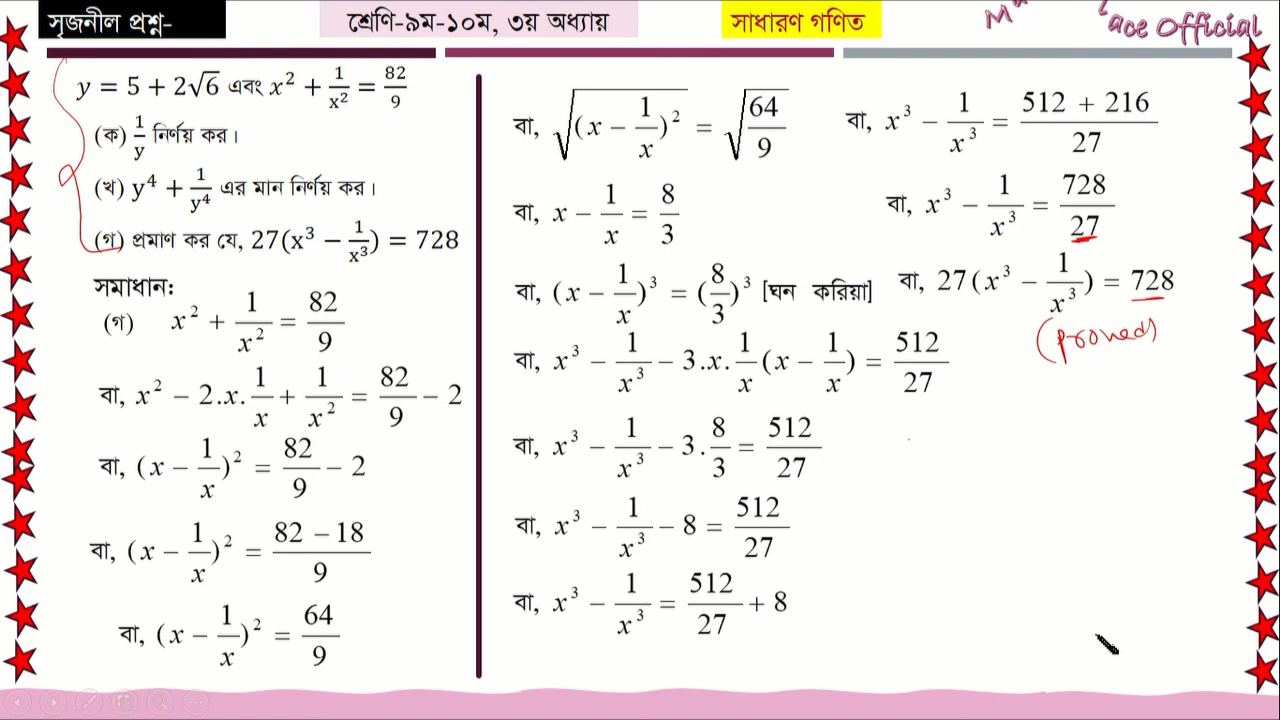 সৃজনীল প্রশ্ন-
শ্রেণি-৯ম-১০ম, ৩য় অধ্যায়
সাধারণ গণিত
ace Official
y = 5 + 2√6 এবং x² + 1/x² = 82/9
(ক) 1/y নির্ণয় কর।
(খ) y⁴ + 1/y⁴ এর মান নির্ণয় কর।
(গ) প্রমাণ কর যে, 27(x³ − 1/x³) = 728
সমাধানঃ
(গ) x² + 1/x² = 82/9
বা, x² − 2.x.1/x + 1/x² = 82/9 − 2
বা, (x − 1/x)² = 82/9 − 2
বা, (x − 1/x)² = (82 − 18)/9
বা, (x − 1/x)² = 64/9
বা, √(x − 1/x)² = √(64/9)
বা, x − 1/x = 8/3
বা, (x − 1/x)³ = (8/3)³ [ঘন করিয়া]
বা, x³ − 1/x³ − 3.x.1/x(x − 1/x) = 512/27
বা, x³ − 1/x³ − 3.8/3 = 512/27
বা, x³ − 1/x³ − 8 = 512/27
বা, x³ − 1/x³ = 512/27 + 8
বা, x³ − 1/x³ = (512 + 216)/27
বা, x³ − 1/x³ = 728/27
বা, 27(x³ − 1/x³) = 728
(proved)